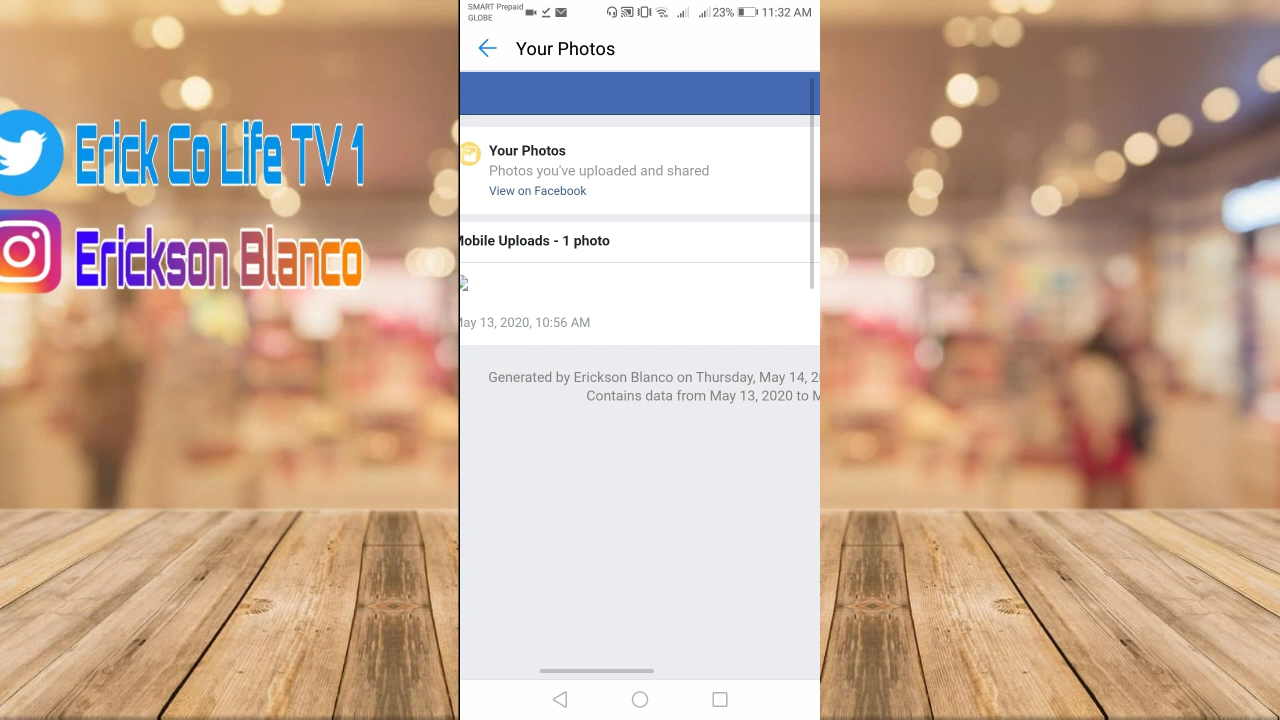 Erick Co Life TV 1
Erickson Blanco
SMART Prepaid
GLOBE
23% 11:32 AM
Your Photos
Your Photos
Photos you've uploaded and shared
View on Facebook
Mobile Uploads - 1 photo
May 13, 2020, 10:56 AM
Generated by Erickson Blanco on Thursday, May 14, 2
Contains data from May 13, 2020 to M